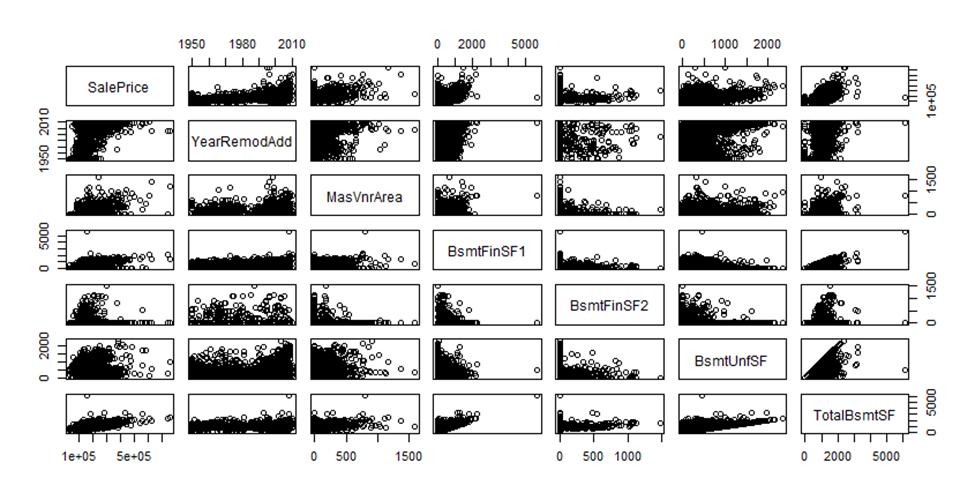 1950 1980 2010 0 2000 5000 0 1000 2000
SalePrice
1e+05
1950 2010
YearRemodAdd
MasVnrArea
0 1500
0 5000
BsmtFinSF1
BsmtFinSF2
0 1500
0 2000
BsmtUnfSF
TotalBsmtSF
0 5000
1e+05 5e+05 0 500 1500 0 500 1000 0 2000 5000